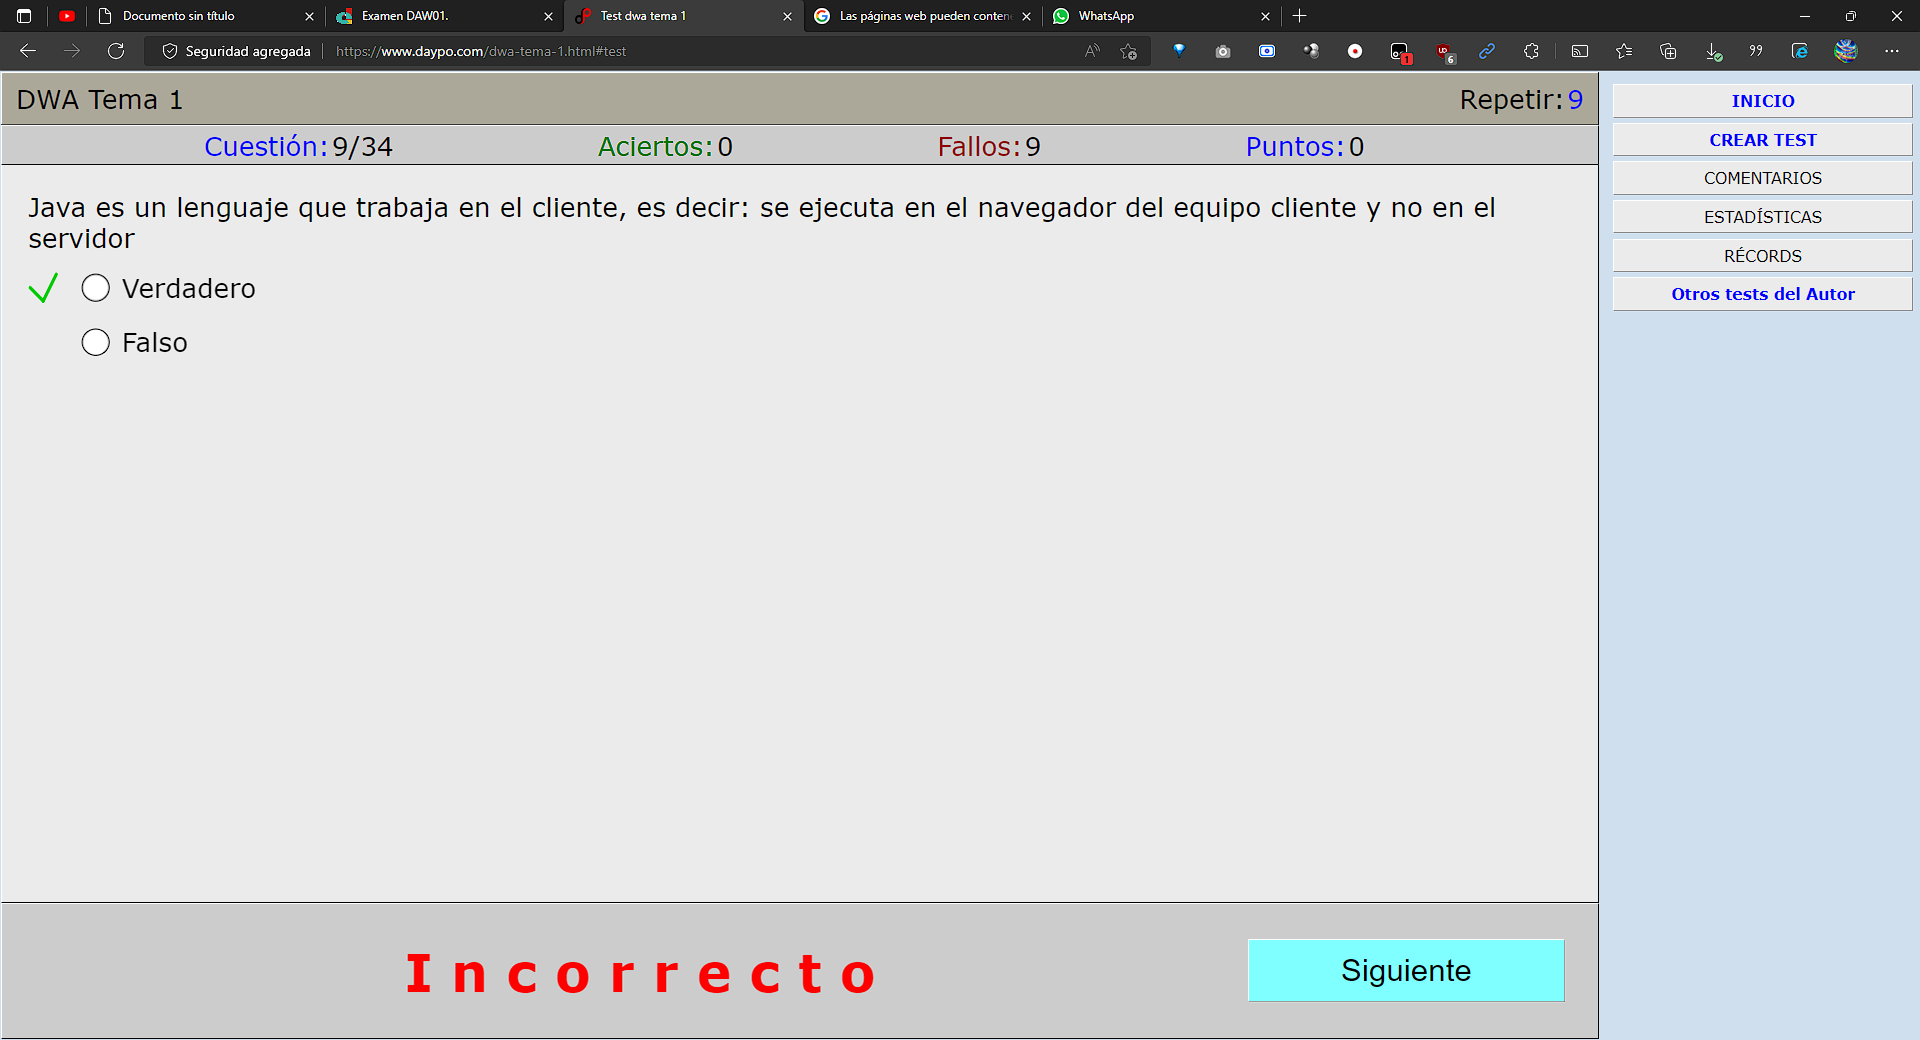 Documento sin título
Examen DAW01.
Test dwa tema 1
Las páginas web pueden conten
WhatsApp
Seguridad agregada
https://www.daypo.com/dwa-tema-1.html#test
1
6
DWA Tema 1
Repetir: 9
Cuestión: 9/34
Aciertos: 0
Fallos: 9
Puntos: 0
Java es un lenguaje que trabaja en el cliente, es decir: se ejecuta en el navegador del equipo cliente y no en el
servidor
Verdadero
Falso
Incorrecto
Siguiente
INICIO
CREAR TEST
COMENTARIOS
ESTADÍSTICAS
RÉCORDS
Otros tests del Autor